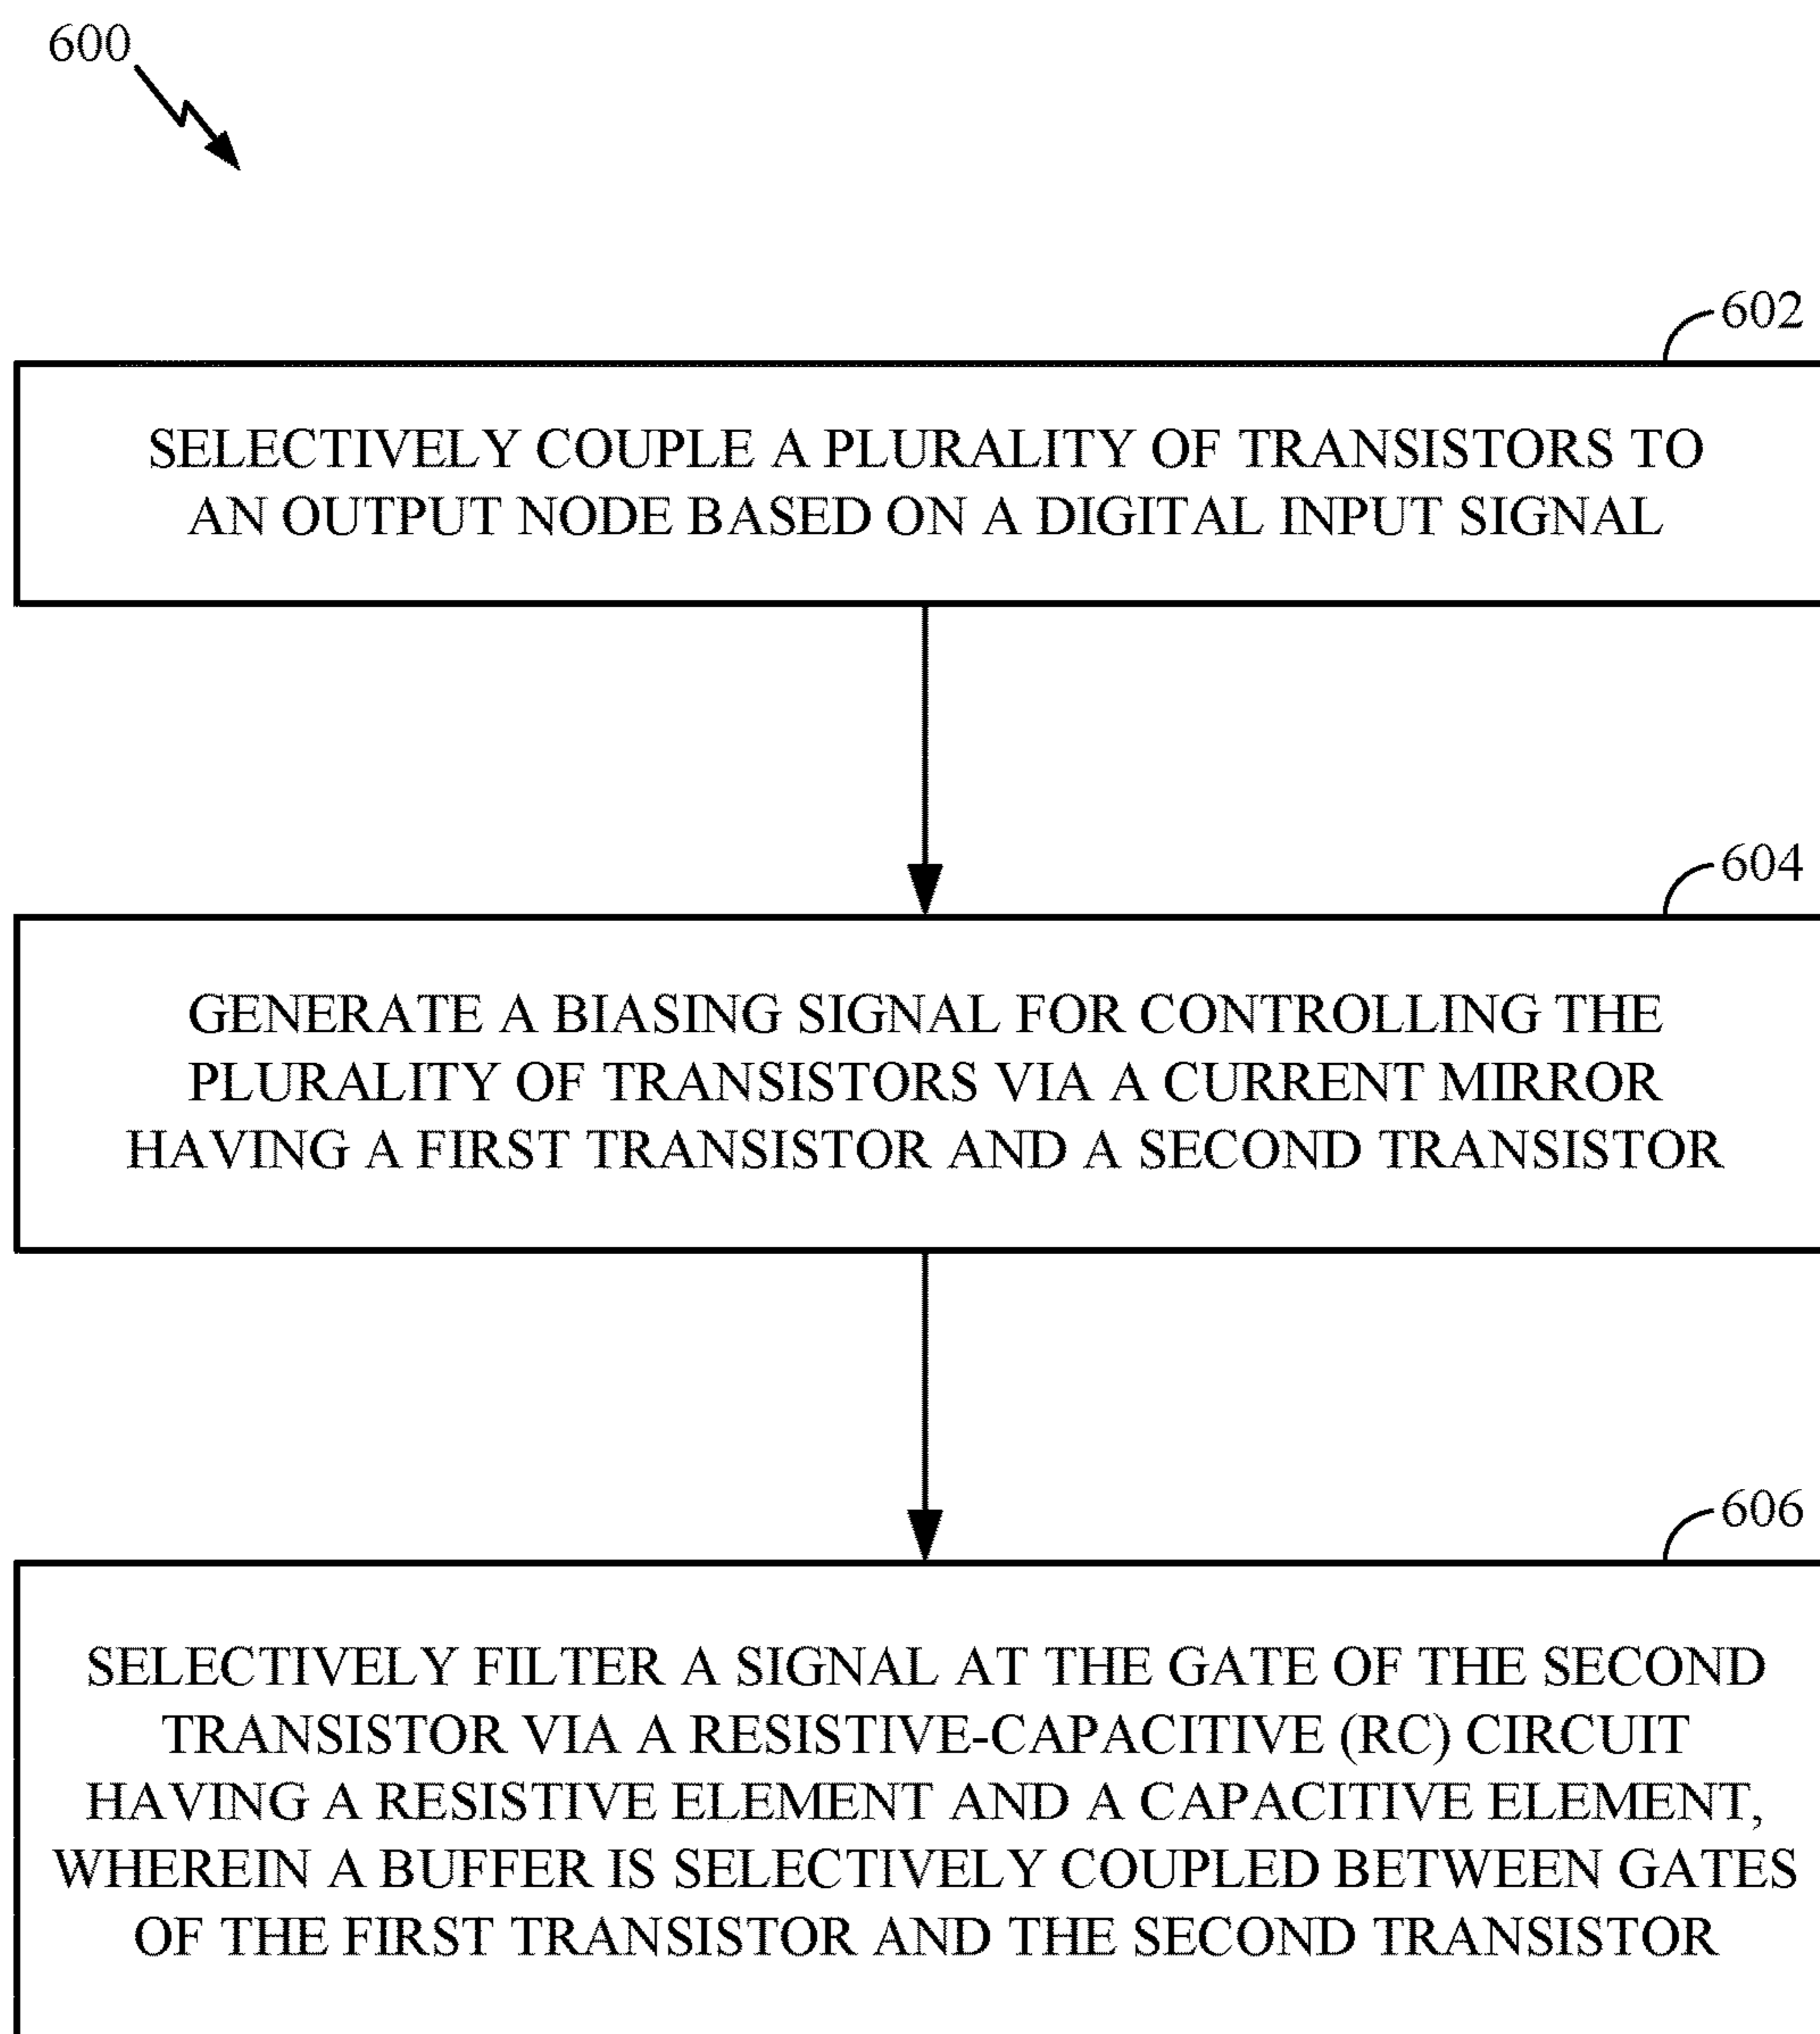 600
602
SELECTIVELY COUPLE A PLURALITY OF TRANSISTORS TO
AN OUTPUT NODE BASED ON A DIGITAL INPUT SIGNAL
604
GENERATE A BIASING SIGNAL FOR CONTROLLING THE
PLURALITY OF TRANSISTORS VIA A CURRENT MIRROR
HAVING A FIRST TRANSISTOR AND A SECOND TRANSISTOR
606
SELECTIVELY FILTER A SIGNAL AT THE GATE OF THE SECOND
TRANSISTOR VIA A RESISTIVE-CAPACITIVE (RC) CIRCUIT
HAVING A RESISTIVE ELEMENT AND A CAPACITIVE ELEMENT,
WHEREIN A BUFFER IS SELECTIVELY COUPLED BETWEEN GATES
OF THE FIRST TRANSISTOR AND THE SECOND TRANSISTOR